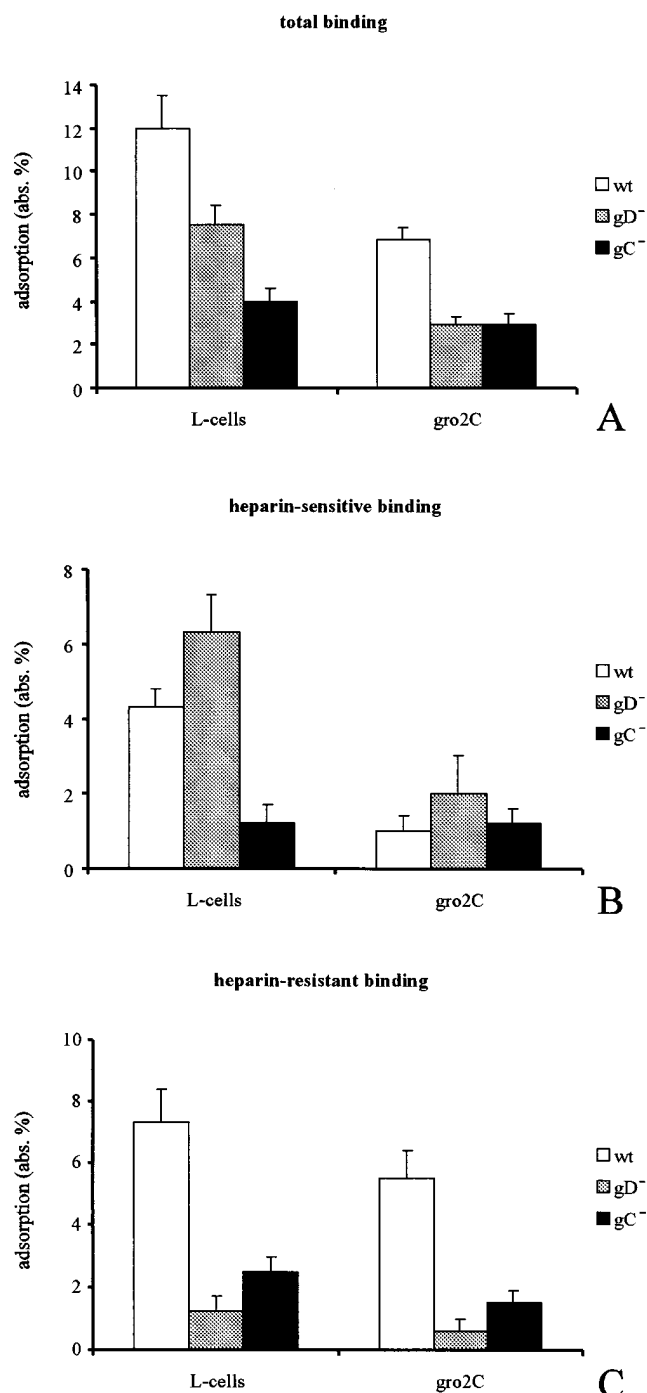 total binding
adsorption (abs. %)
14
12
10
8
6
4
2
0
L-cells
gro2C
wt
gD⁻
gC⁻
A
heparin-sensitive binding
adsorption (abs. %)
8
6
4
2
0
L-cells
gro2C
wt
gD⁻
gC⁻
B
heparin-resistant binding
adsorption (abs. %)
10
8
6
4
2
0
L-cells
gro2C
wt
gD⁻
gC⁻
C